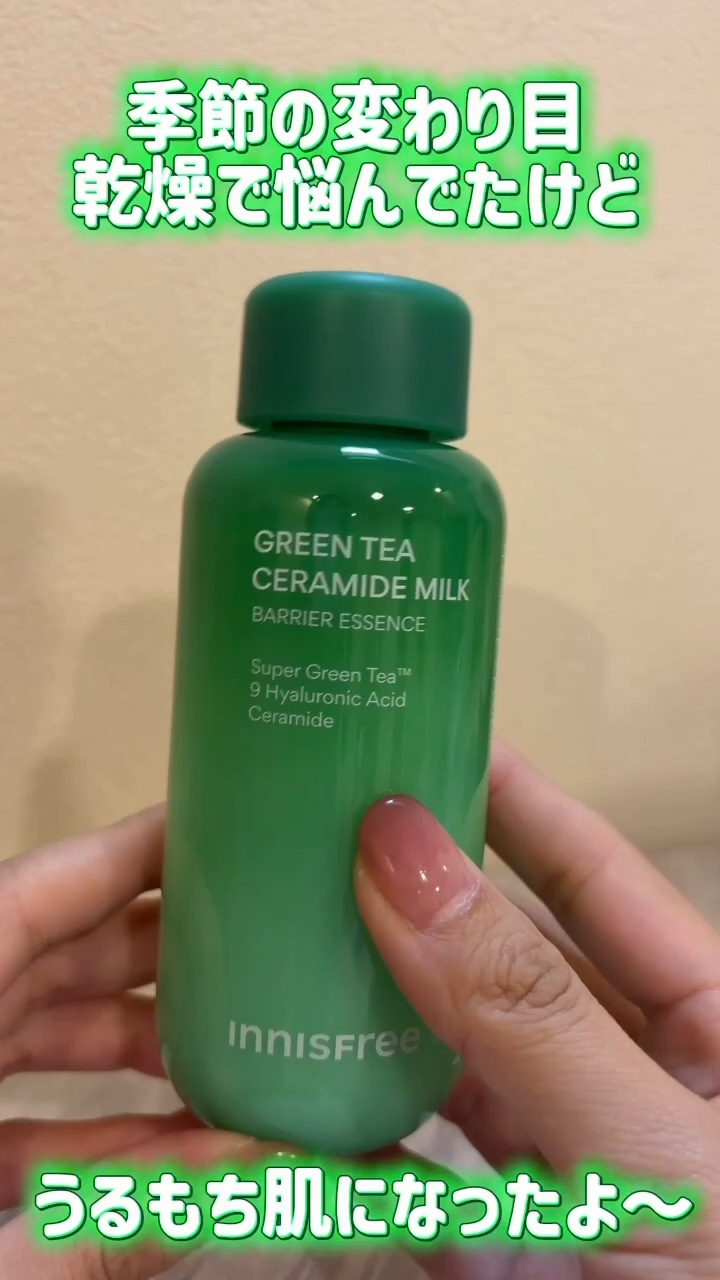 季節の変わり目
乾燥で悩んでたけど
GREEN TEA
CERAMIDE MILK
BARRIER ESSENCE
Super Green Tea™
9 Hyaluronic Acid
Ceramide
innisfree
うるもち肌になったよ〜